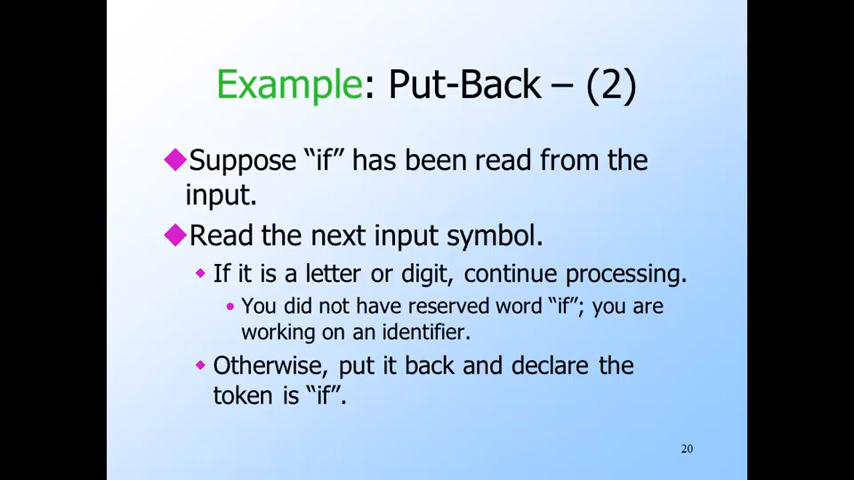 Example: Put-Back – (2)
Suppose “if” has been read from the
input.
Read the next input symbol.
If it is a letter or digit, continue processing.
You did not have reserved word “if”; you are
working on an identifier.
Otherwise, put it back and declare the
token is “if”.
20